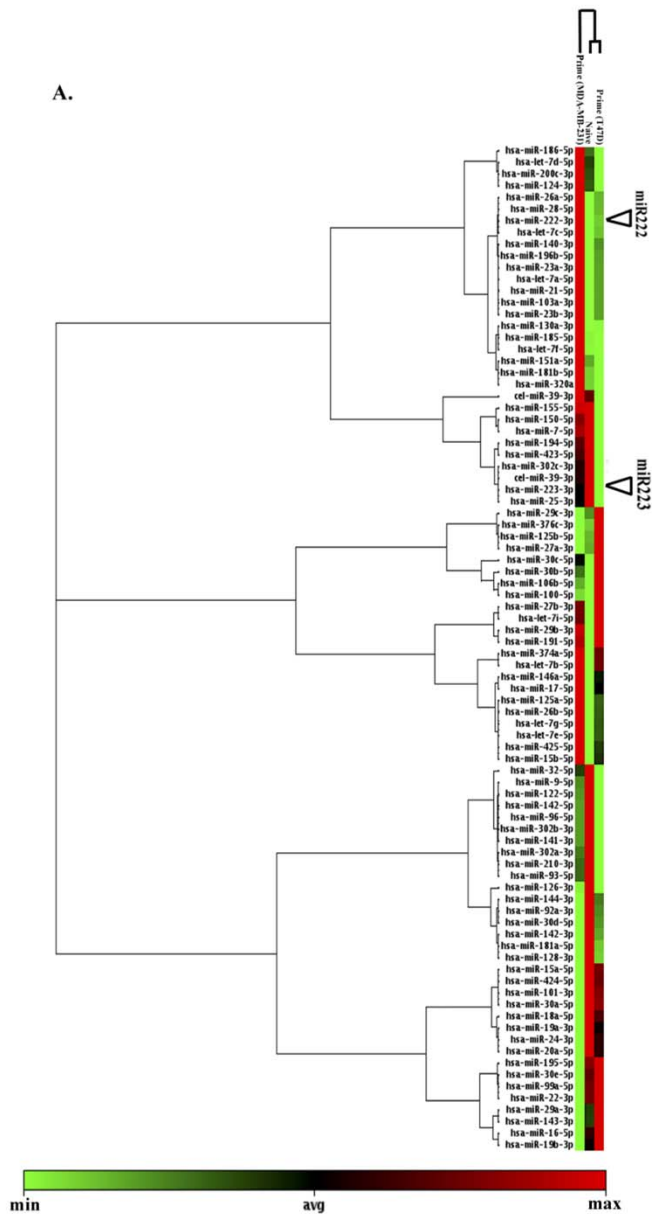 A.
Prime (MDA-MB-231)
Naive
Prime (T47D)
hsa-miR-186-5p
hsa-let-7d-5p
hsa-miR-200c-3p
hsa-miR-124-3p
hsa-miR-26a-5p
hsa-miR-28-5p
hsa-miR-222-3p
miR222
hsa-let-7c-5p
hsa-miR-140-3p
hsa-miR-196b-5p
hsa-miR-23a-3p
hsa-let-7a-5p
hsa-miR-21-5p
hsa-miR-103a-3p
hsa-miR-23b-3p
hsa-miR-130a-3p
hsa-miR-185-5p
hsa-let-7f-5p
hsa-miR-151a-5p
hsa-miR-181b-5p
hsa-miR-320a
cel-miR-39-3p
hsa-miR-155-5p
hsa-miR-150-5p
hsa-miR-7-5p
hsa-miR-194-5p
hsa-miR-423-5p
hsa-miR-302c-3p
cel-miR-39-3p
hsa-miR-223-3p
miR223
hsa-miR-25-3p
hsa-miR-29c-3p
hsa-miR-376c-3p
hsa-miR-125b-5p
hsa-miR-27a-3p
hsa-miR-30c-5p
hsa-miR-30b-5p
hsa-miR-106b-5p
hsa-miR-100-5p
hsa-miR-27b-3p
hsa-let-7i-5p
hsa-miR-29b-3p
hsa-miR-191-5p
hsa-miR-374a-5p
hsa-let-7b-5p
hsa-miR-146a-5p
hsa-miR-17-5p
hsa-miR-125a-5p
hsa-miR-26b-5p
hsa-let-7g-5p
hsa-let-7e-5p
hsa-miR-425-5p
hsa-miR-15b-5p
hsa-miR-32-5p
hsa-miR-9-5p
hsa-miR-122-5p
hsa-miR-142-5p
hsa-miR-96-5p
hsa-miR-302b-3p
hsa-miR-141-3p
hsa-miR-302a-3p
hsa-miR-210-3p
hsa-miR-93-5p
hsa-miR-126-3p
hsa-miR-144-3p
hsa-miR-92a-3p
hsa-miR-30d-5p
hsa-miR-142-3p
hsa-miR-181a-5p
hsa-miR-128-3p
hsa-miR-15a-5p
hsa-miR-424-5p
hsa-miR-101-3p
hsa-miR-30a-5p
hsa-miR-18a-5p
hsa-miR-19a-3p
hsa-miR-24-3p
hsa-miR-20a-5p
hsa-miR-195-5p
hsa-miR-30e-5p
hsa-miR-99a-5p
hsa-miR-22-3p
hsa-miR-29a-3p
hsa-miR-143-3p
hsa-miR-16-5p
hsa-miR-19b-3p
min avg max